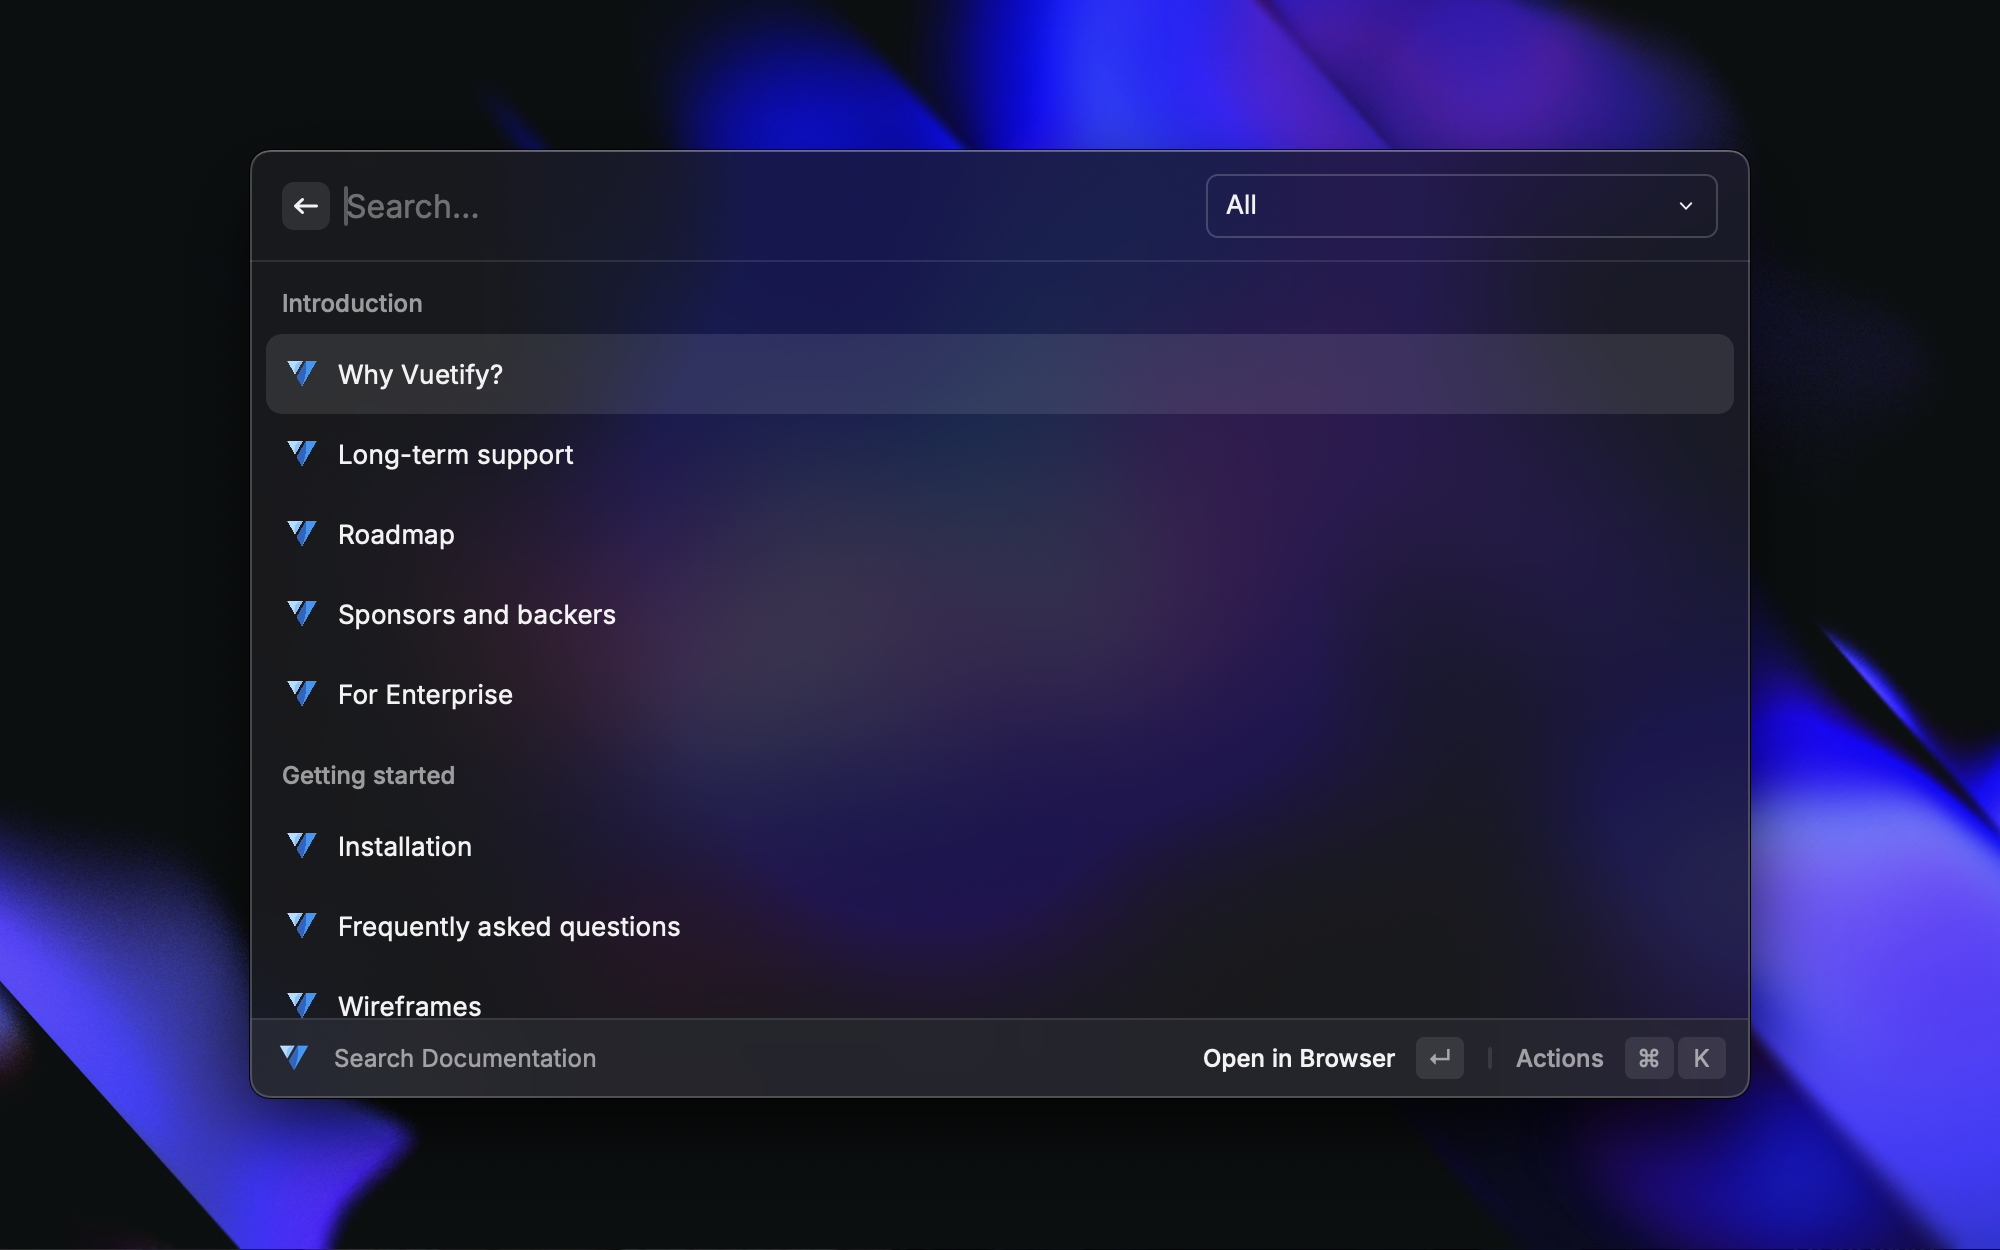 Search...
All
Introduction
Why Vuetify?
Long-term support
Roadmap
Sponsors and backers
For Enterprise
Getting started
Installation
Frequently asked questions
Wireframes
Search Documentation
Open in Browser ↵ | Actions ⌘ K